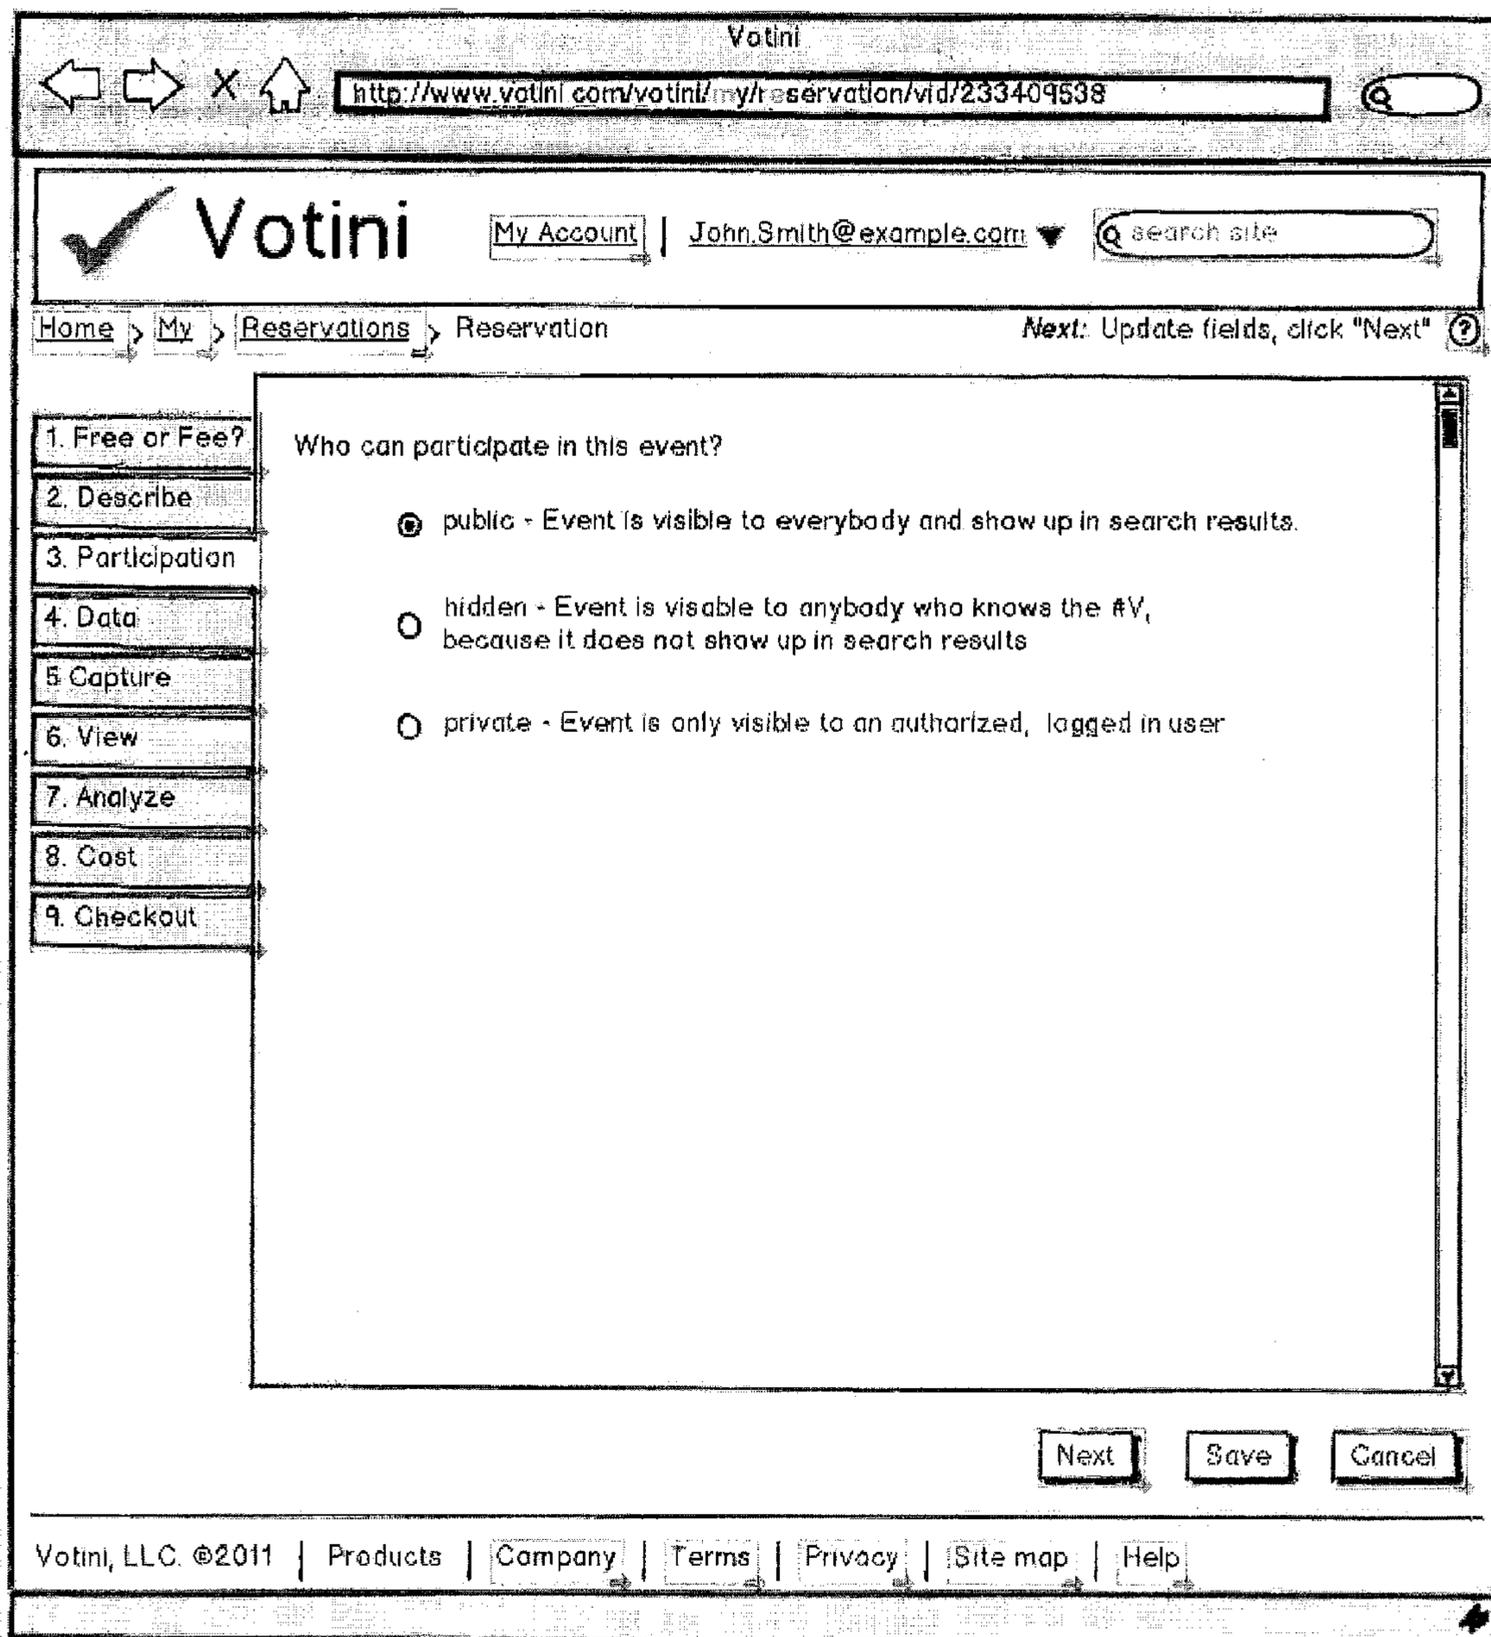 Votini
http://www.votini com/votini/my/reservation/vid/233409538
Votini
My Account | John.Smith@example.com
search site
Home > My > Reservations > Reservation
Next: Update fields, click "Next" ?
1. Free or Fee?
2. Describe
3. Participation
4. Data
5 Capture
6. View
7. Analyze
8. Cost
9. Checkout
Who can participate in this event?
public - Event is visible to everybody and show up in search results.
hidden - Event is visable to anybody who knows the #V,
because it does not show up in search results
private - Event is only visible to an authorized, logged in user
Next
Save
Cancel
Votini, LLC. ©2011 | Products | Company | Terms | Privacy | Site map | Help